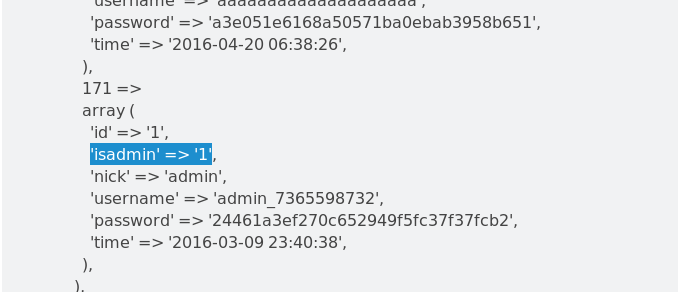 'username' => 'aaaaaaaaaaaaaaaaaaaa',
'password' => 'a3e051e6168a50571ba0ebab3958b651',
'time' => '2016-04-20 06:38:26',
),
171 =>
array (
'id' => '1',
'isadmin' => '1',
'nick' => 'admin',
'username' => 'admin_7365598732',
'password' => '24461a3ef270c652949f5fc37f37fcb2',
'time' => '2016-03-09 23:40:38',
),
),